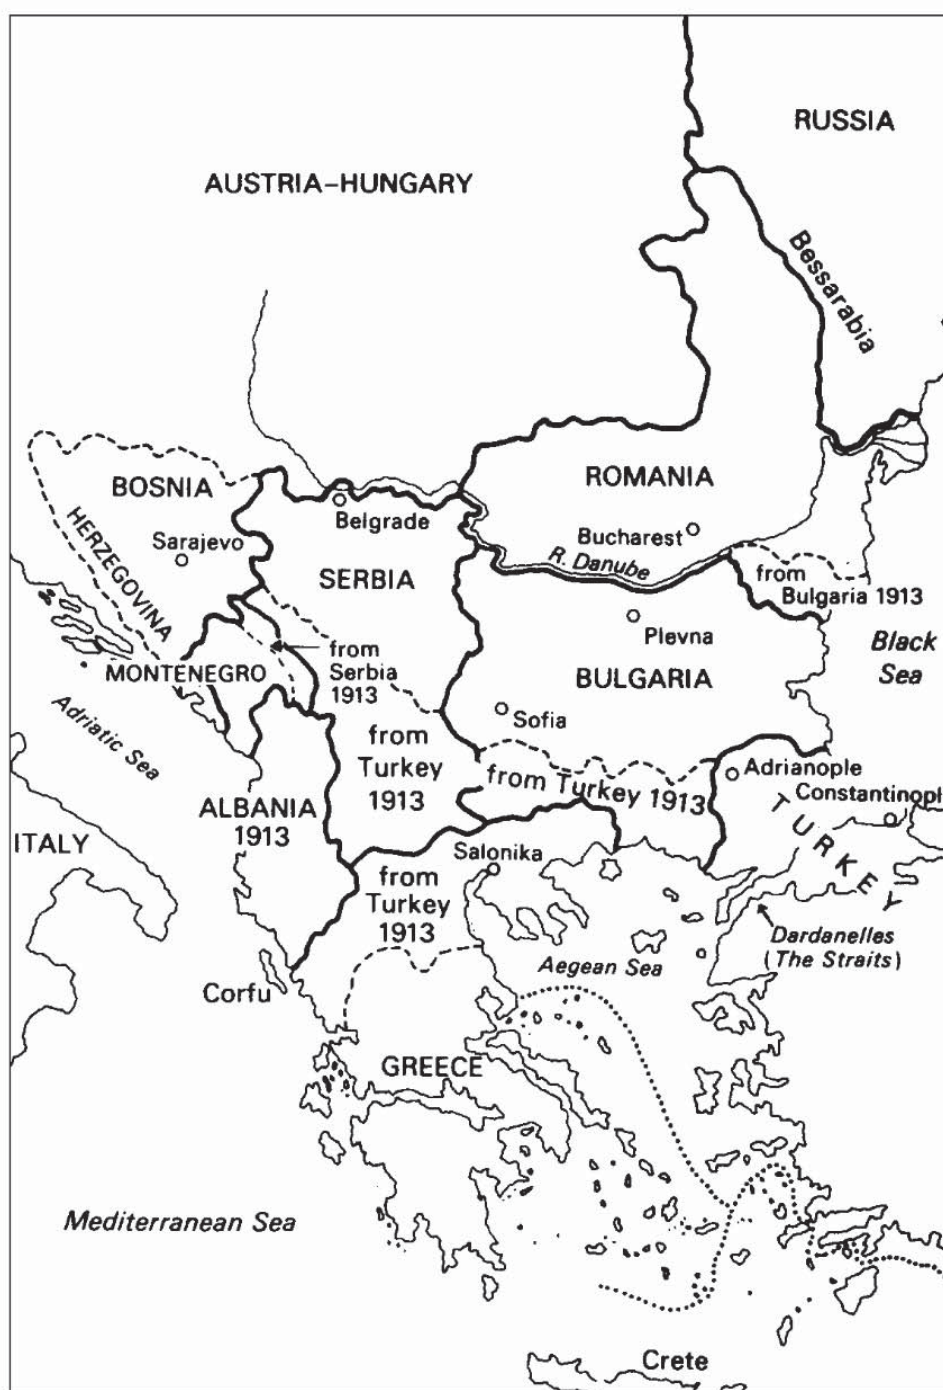 RUSSIA
AUSTRIA-HUNGARY
Bessarabia
BOSNIA
HERZEGOVINA
Sarajevo
Belgrade
ROMANIA
Bucharest
R. Danube
SERBIA
from
Bulgaria 1913
Plevna
Black
Sea
MONTENEGRO
from
Serbia
1913
BULGARIA
Sofia
Adriatic Sea
from
Turkey
1913
from Turkey 1913
Adrianople
Constantinopl
TURKEY
ALBANIA
1913
ITALY
Salonika
from
Turkey
1913
Dardanelles
(The Straits)
Aegean Sea
Corfu
GREECE
Mediterranean Sea
Crete